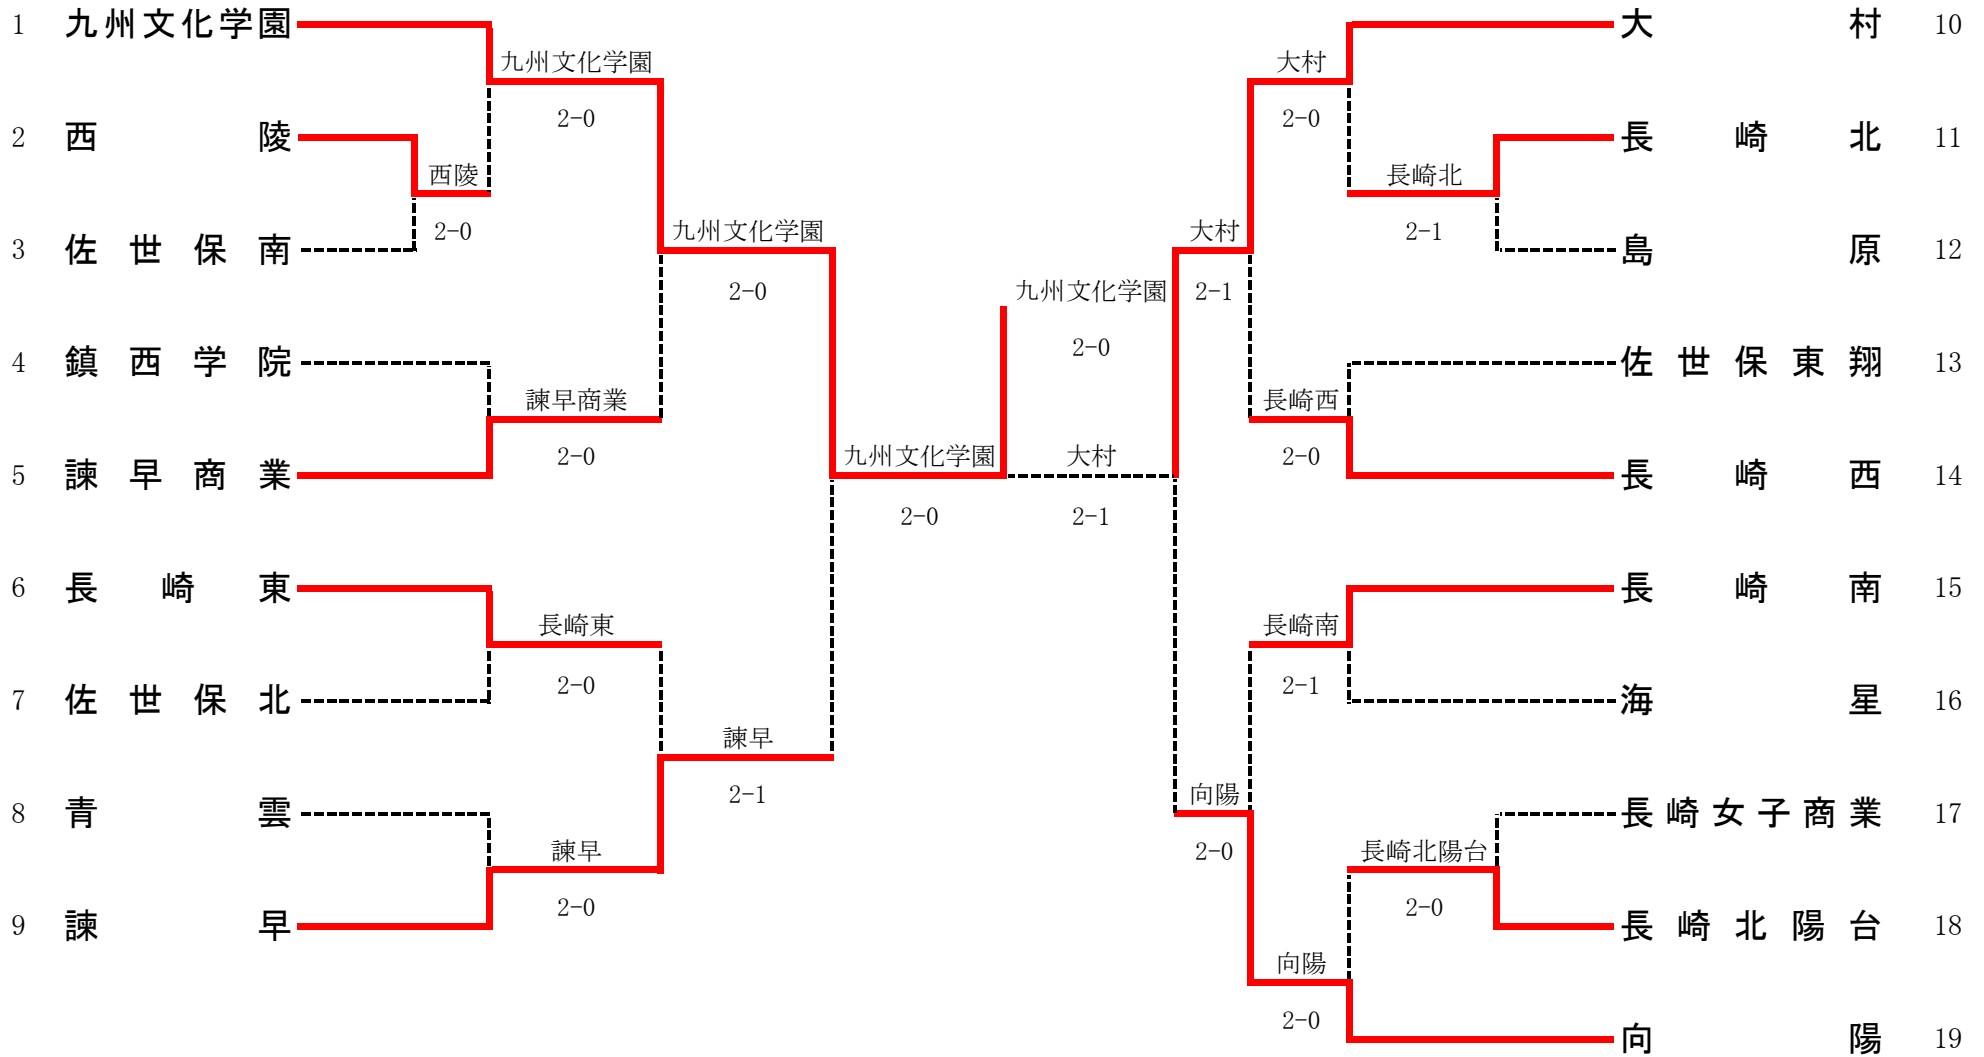 1 九州文化学園 大村 10
九州文化学園 大村
2-0 2-0
2 西陵 長崎北 11
西陵 長崎北
2-0 2-1
3 佐世保南 島原 12
九州文化学園 大村
2-0 九州文化学園 2-1
2-0
4 鎮西学院 佐世保東翔 13
諫早商業 長崎西
2-0 九州文化学園 大村 2-0
5 諫早商業 長崎西 14
2-0 2-1
6 長崎東 長崎南 15
長崎東 長崎南
2-0 2-1
7 佐世保北 海星 16
諫早
2-1 向陽
8 青雲 長崎女子商業 17
諫早 2-0 長崎北陽台
2-0 2-0
9 諫早 長崎北陽台 18
向陽
2-0
向陽 19